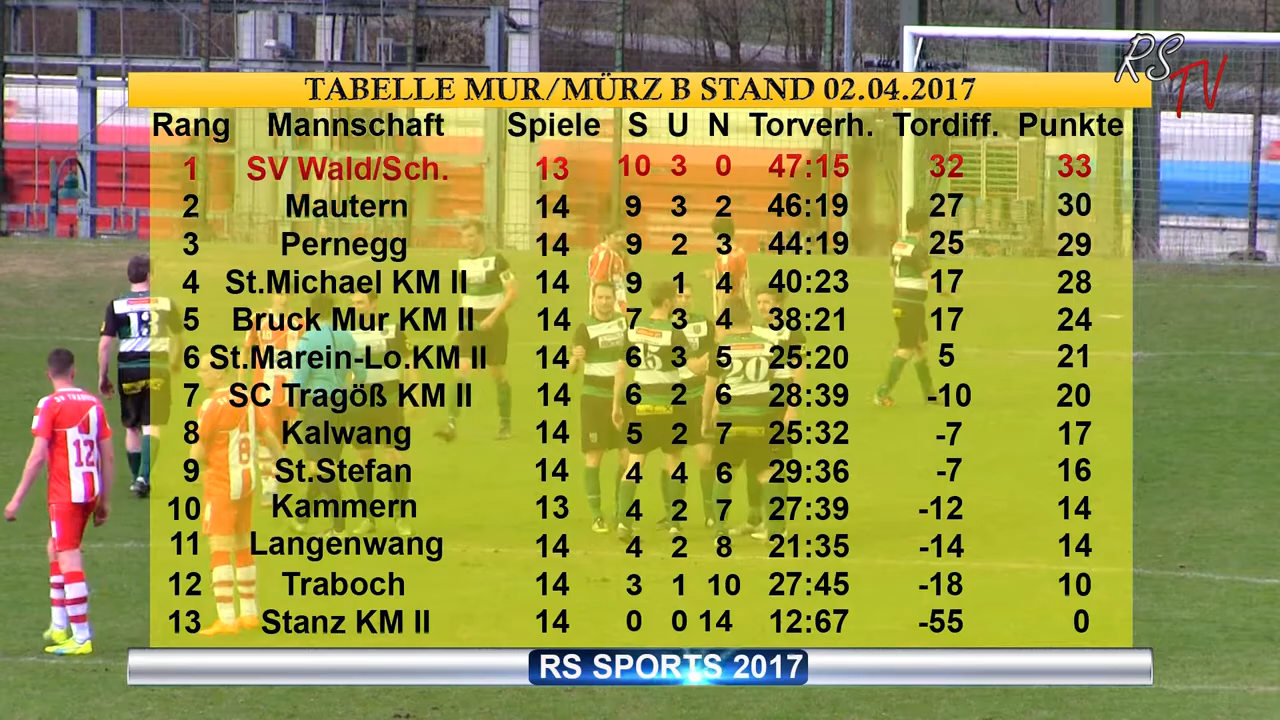 RS TV
TABELLE MUR/MÜRZ B STAND 02.04.2017
Rang Mannschaft Spiele S U N Torverh. Tordiff. Punkte
1 SV Wald/Sch. 13 10 3 0 47:15 32 33
2 Mautern 14 9 3 2 46:19 27 30
3 Pernegg 14 9 2 3 44:19 25 29
4 St.Michael KM II 14 9 1 4 40:23 17 28
5 Bruck Mur KM II 14 7 3 4 38:21 17 24
6 St.Marein-Lo.KM II 14 6 3 5 25:20 5 21
7 SC Tragöß KM II 14 6 2 6 28:39 -10 20
8 Kalwang 14 5 2 7 25:32 -7 17
9 St.Stefan 14 4 4 6 29:36 -7 16
10 Kammern 13 4 2 7 27:39 -12 14
11 Langenwang 14 4 2 8 21:35 -14 14
12 Traboch 14 3 1 10 27:45 -18 10
13 Stanz KM II 14 0 0 14 12:67 -55 0
RS SPORTS 2017
18
20
8
12